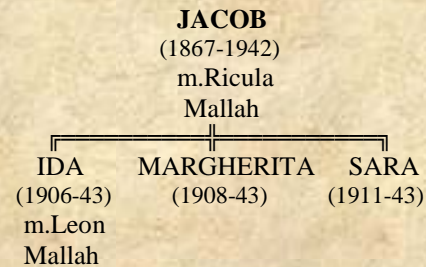 JACOB
(1867-1942)
m.Ricula
Mallah
IDA MARGHERITA SARA
(1906-43) (1908-43) (1911-43)
m.Leon
Mallah